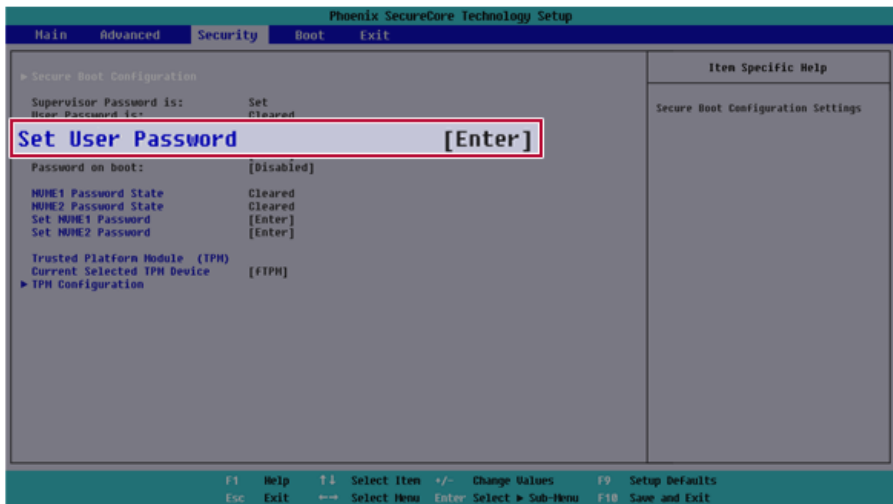 Phoenix SecureCore Technology Setup
Main Advanced Security Boot Exit
▶ Secure Boot Configuration
Item Specific Help
Supervisor Password is: Set
User Password is: Cleared
Secure Boot Configuration Settings
Set User Password [Enter]
Password on boot: [Disabled]
NVME1 Password State Cleared
NVME2 Password State Cleared
Set NVME1 Password [Enter]
Set NVME2 Password [Enter]
Trusted Platform Module (TPM)
Current Selected TPM Device [fTPM]
▶ TPM Configuration
F1 Help ↑↓ Select Item +/- Change Values F9 Setup Defaults
Esc Exit ←→ Select Menu Enter Select ▶ Sub-Menu F10 Save and Exit